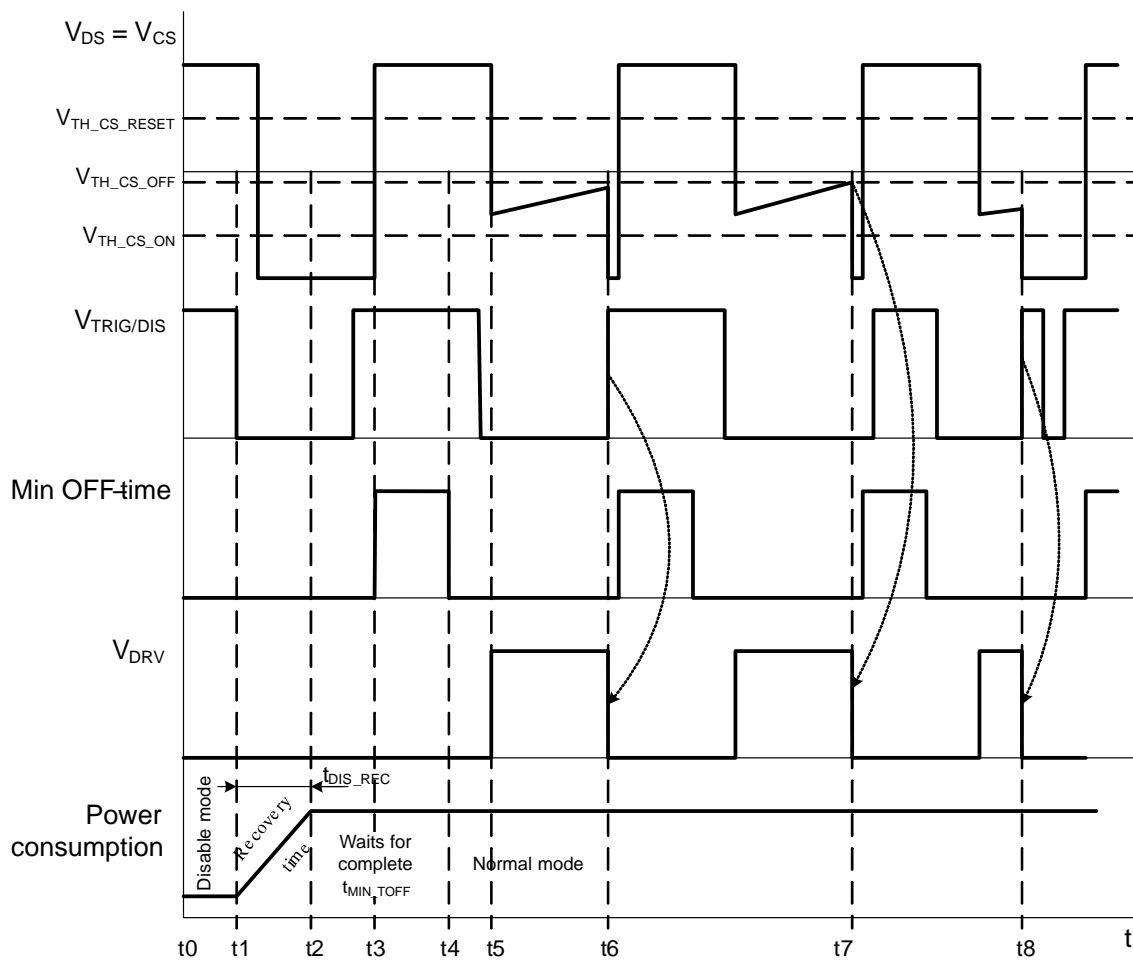 VDS = VCS
VTH_CS_RESET
VTH_CS_OFF
VTH_CS_ON
VTRIG/DIS
Min OFF-time
VDRV
Power
consumption
Disable mode
Recovery
time
tDIS_REC
Waits for
complete
tMIN_TOFF
Normal mode
t0 t1 t2 t3 t4 t5 t6 t7 t8 t